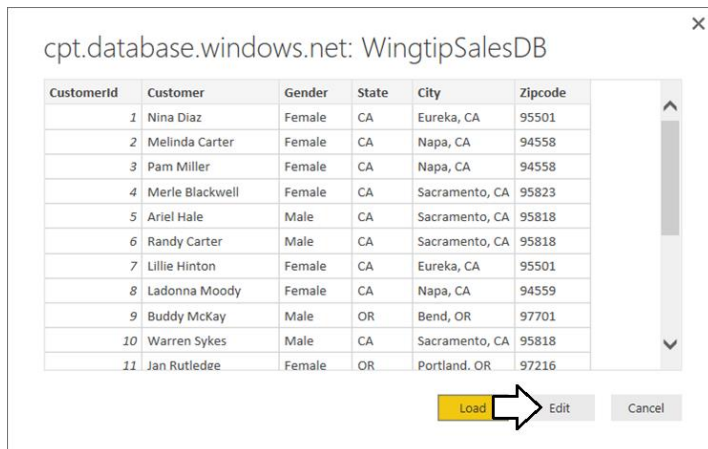 cpt.database.windows.net: WingtipSalesDB
CustomerId Customer Gender State City Zipcode
1 Nina Diaz Female CA Eureka, CA 95501
2 Melinda Carter Female CA Napa, CA 94558
3 Pam Miller Female CA Napa, CA 94558
4 Merle Blackwell Female CA Sacramento, CA 95823
5 Ariel Hale Male CA Sacramento, CA 95818
6 Randy Carter Male CA Sacramento, CA 95818
7 Lillie Hinton Female CA Eureka, CA 95501
8 Ladonna Moody Female CA Napa, CA 94559
9 Buddy McKay Male OR Bend, OR 97701
10 Warren Sykes Male CA Sacramento, CA 95818
11 Jan Rutledge Female OR Portland, OR 97216
Load Edit Cancel